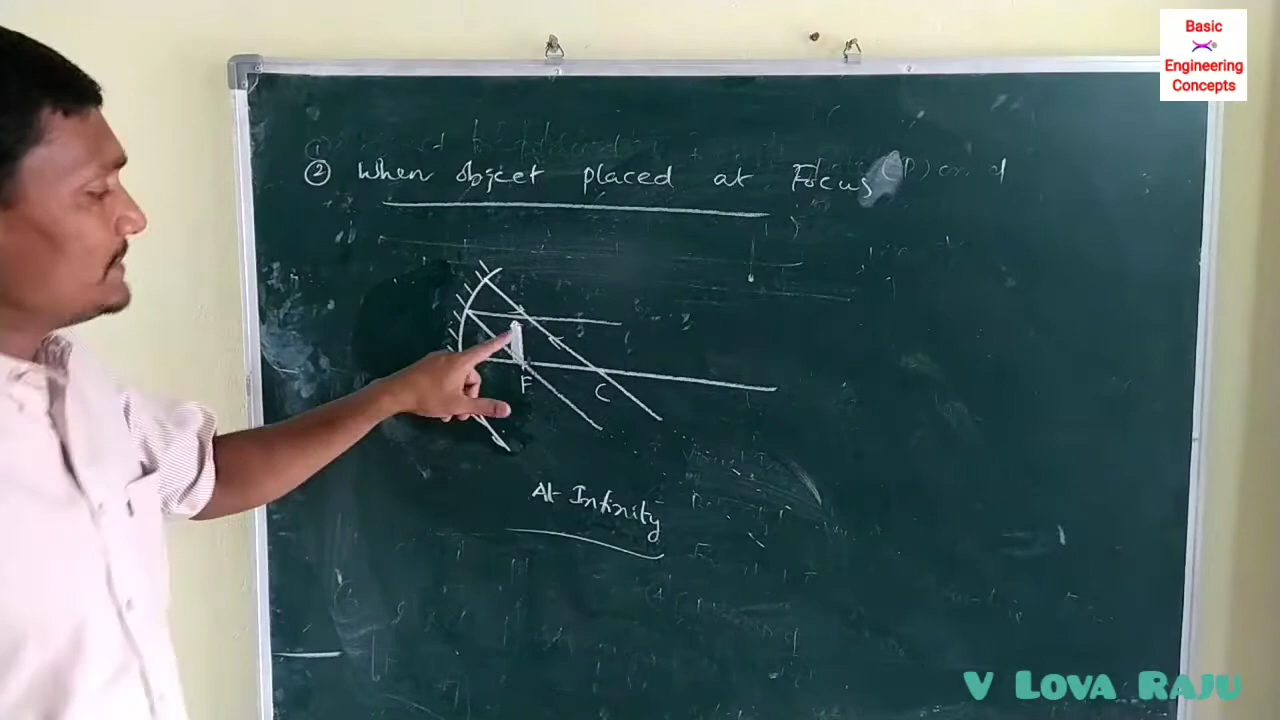 Basic
Engineering
Concepts
② When object placed at Focus
F
C
At Infinity
V LOVA RAJU